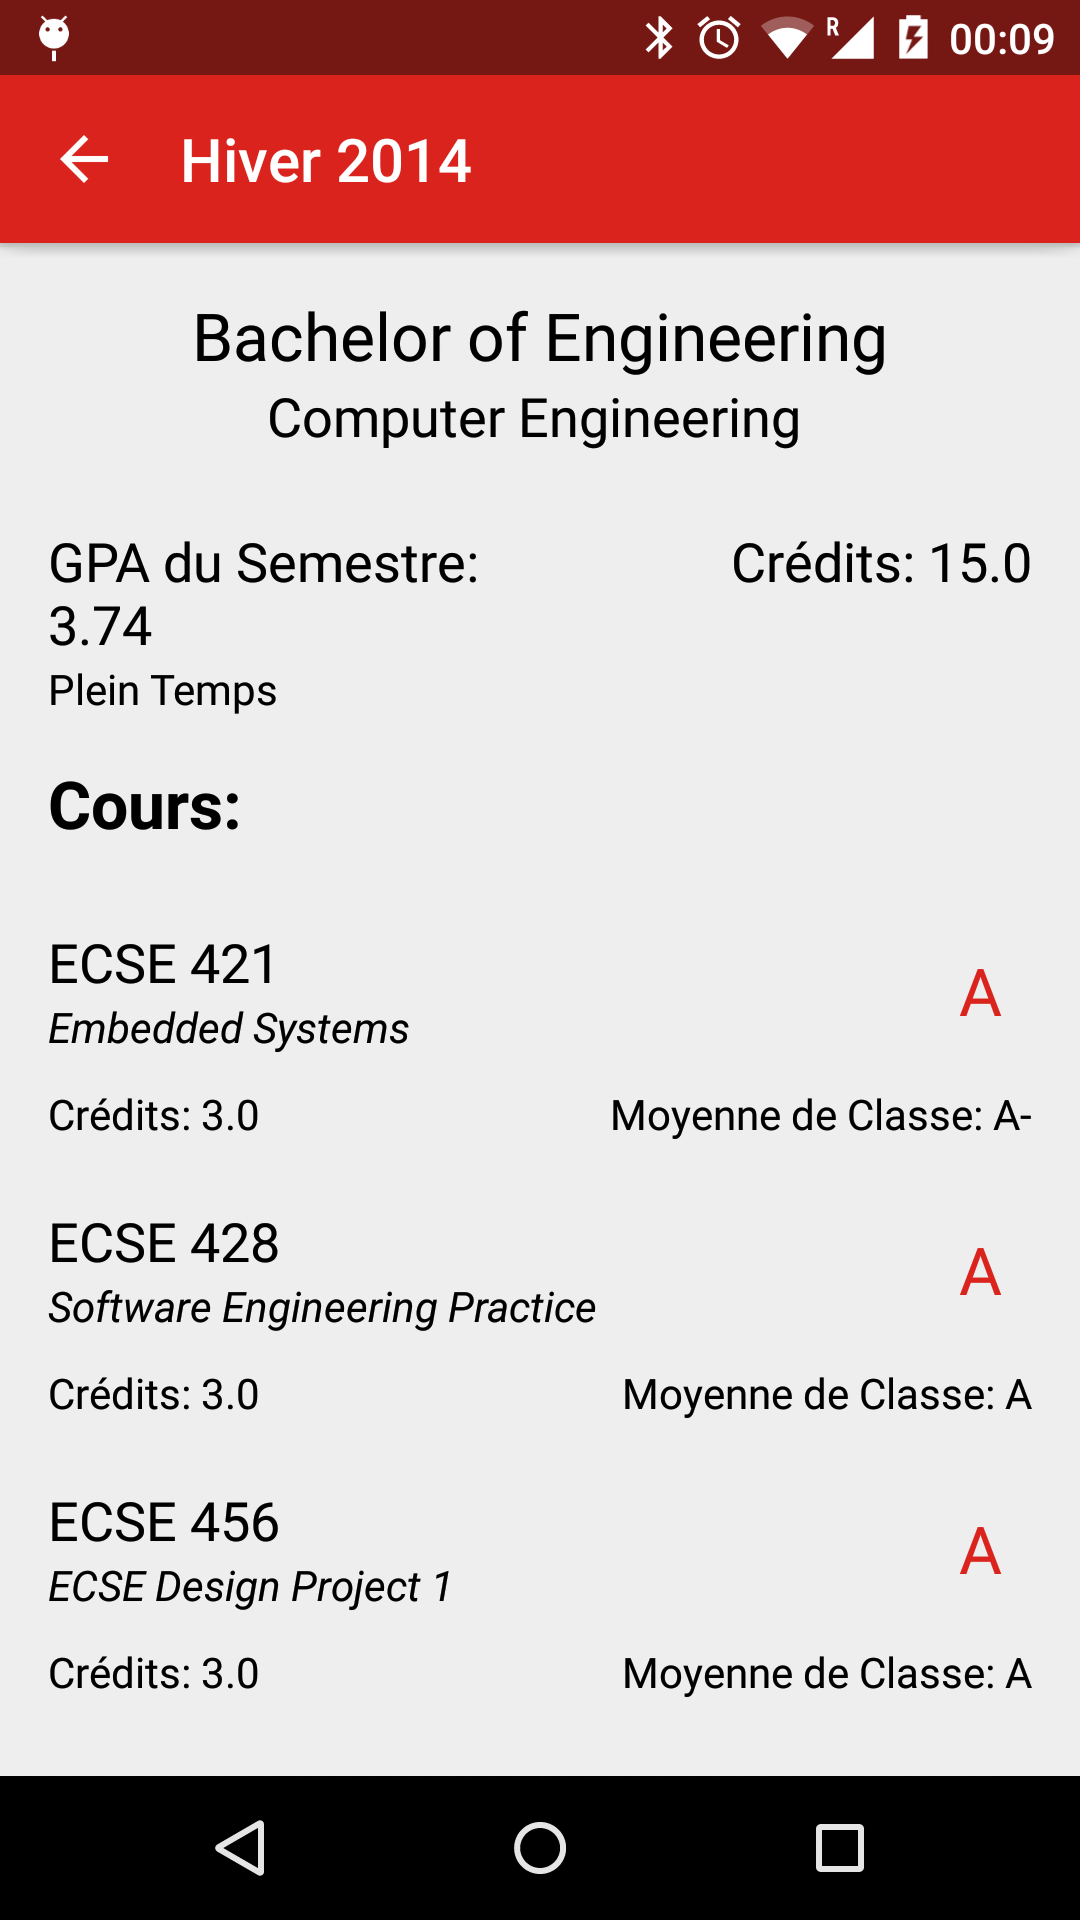 R 00:09
Hiver 2014
Bachelor of Engineering
Computer Engineering
GPA du Semestre: Crédits: 15.0
3.74
Plein Temps
Cours:
ECSE 421
A
Embedded Systems
Crédits: 3.0 Moyenne de Classe: A-
ECSE 428
A
Software Engineering Practice
Crédits: 3.0 Moyenne de Classe: A
ECSE 456
A
ECSE Design Project 1
Crédits: 3.0 Moyenne de Classe: A